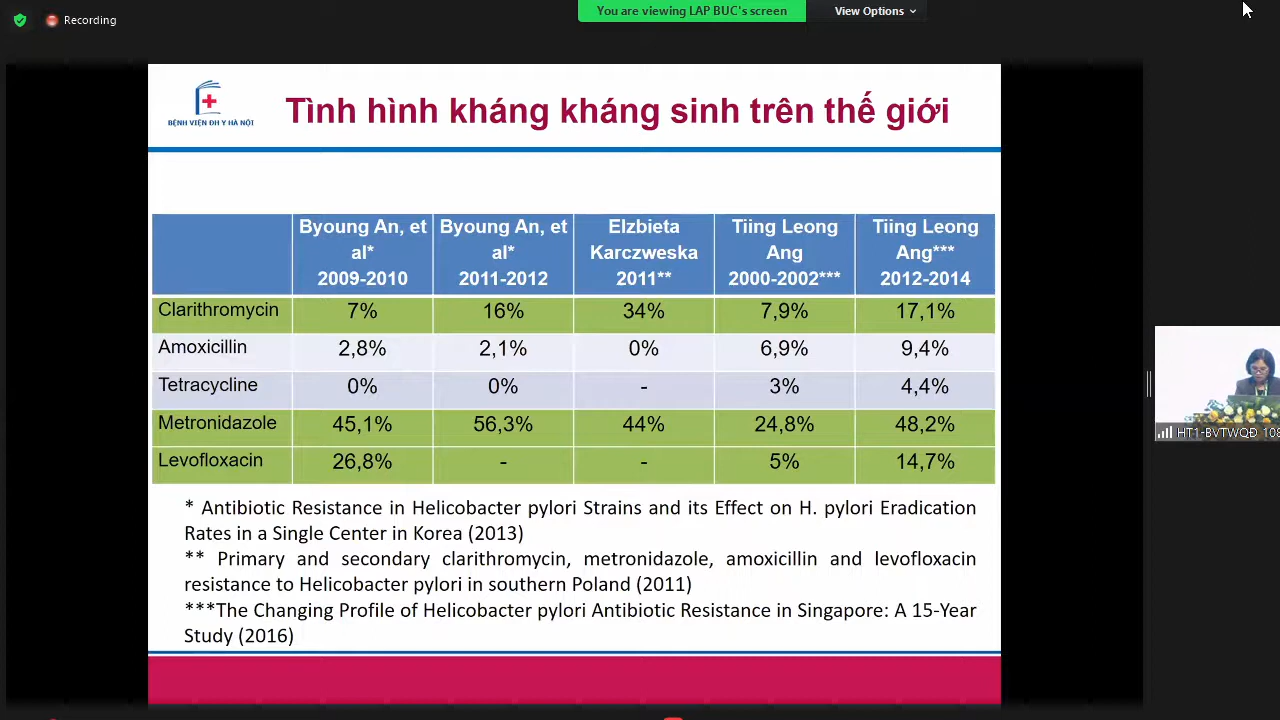 Recording
You are viewing LAP BUC's screen
View Options
BỆNH VIỆN ĐH Y HÀ NỘI
Tình hình kháng kháng sinh trên thế giới
Byoung An, et al* 2009-2010
Byoung An, et al* 2011-2012
Elzbieta Karczweska 2011**
Tiing Leong Ang 2000-2002***
Tiing Leong Ang*** 2012-2014
Clarithromycin 7% 16% 34% 7,9% 17,1%
Amoxicillin 2,8% 2,1% 0% 6,9% 9,4%
Tetracycline 0% 0% - 3% 4,4%
Metronidazole 45,1% 56,3% 44% 24,8% 48,2%
Levofloxacin 26,8% - - 5% 14,7%
* Antibiotic Resistance in Helicobacter pylori Strains and its Effect on H. pylori Eradication
Rates in a Single Center in Korea (2013)
** Primary and secondary clarithromycin, metronidazole, amoxicillin and levofloxacin
resistance to Helicobacter pylori in southern Poland (2011)
***The Changing Profile of Helicobacter pylori Antibiotic Resistance in Singapore: A 15-Year
Study (2016)
HT1-BVTWQĐ 108